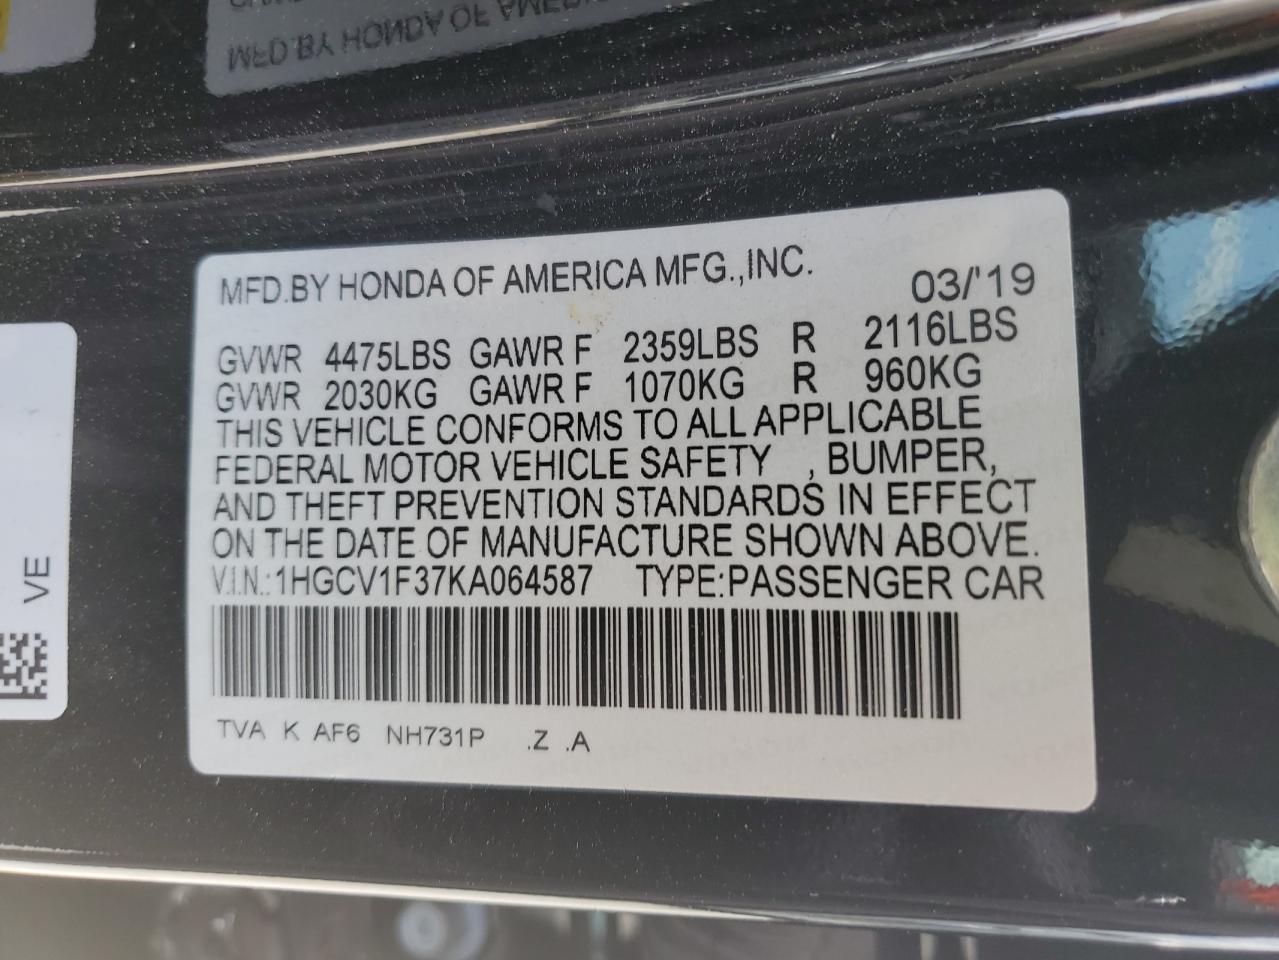 MFD.BY HONDA OF AMERI
MFD.BY HONDA OF AMERICA MFG.,INC.
03/'19
GVWR 4475LBS GAWR F 2359LBS R 2116LBS
GVWR 2030KG GAWR F 1070KG R 960KG
THIS VEHICLE CONFORMS TO ALL APPLICABLE
FEDERAL MOTOR VEHICLE SAFETY , BUMPER,
AND THEFT PREVENTION STANDARDS IN EFFECT
ON THE DATE OF MANUFACTURE SHOWN ABOVE.
V.I.N.:1HGCV1F37KA064587 TYPE:PASSENGER CAR
TVA K AF6 NH731P .Z .A
VE